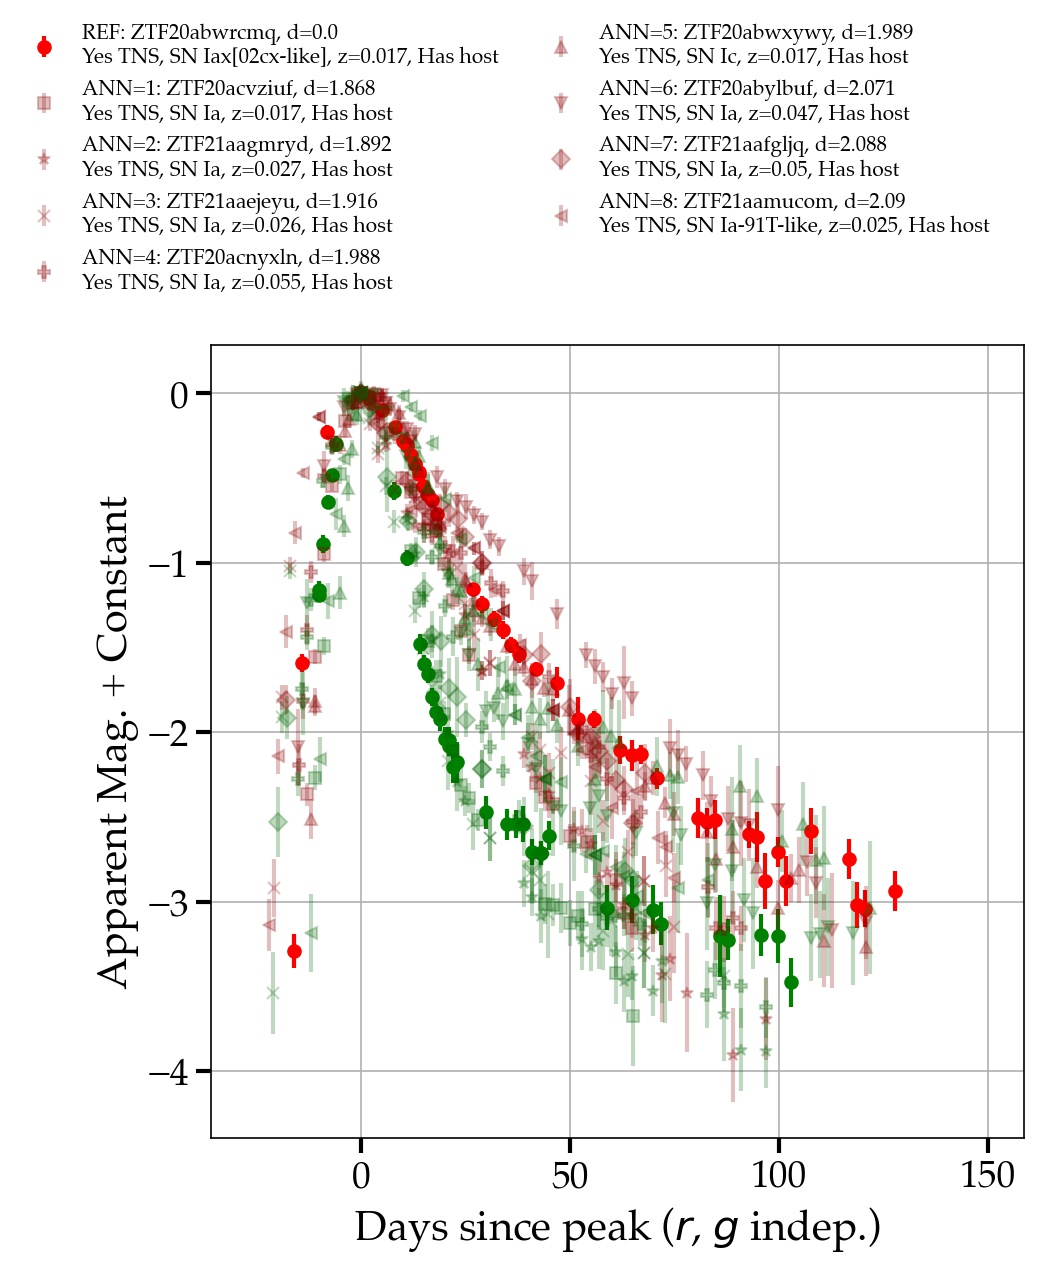 REF: ZTF20abwrcmq, d=0.0
Yes TNS, SN Iax[02cx-like], z=0.017, Has host
ANN=1: ZTF20acvziuf, d=1.868
Yes TNS, SN Ia, z=0.017, Has host
ANN=2: ZTF21aagmryd, d=1.892
Yes TNS, SN Ia, z=0.027, Has host
ANN=3: ZTF21aaejeyu, d=1.916
Yes TNS, SN Ia, z=0.026, Has host
ANN=4: ZTF20acnyxln, d=1.988
Yes TNS, SN Ia, z=0.055, Has host
ANN=5: ZTF20abwxywy, d=1.989
Yes TNS, SN Ic, z=0.017, Has host
ANN=6: ZTF20abylbuf, d=2.071
Yes TNS, SN Ia, z=0.047, Has host
ANN=7: ZTF21aafgljq, d=2.088
Yes TNS, SN Ia, z=0.05, Has host
ANN=8: ZTF21aamucom, d=2.09
Yes TNS, SN Ia-91T-like, z=0.025, Has host
Apparent Mag. + Constant
0
−1
−2
−3
−4
0 50 100 150
Days since peak (r, g indep.)